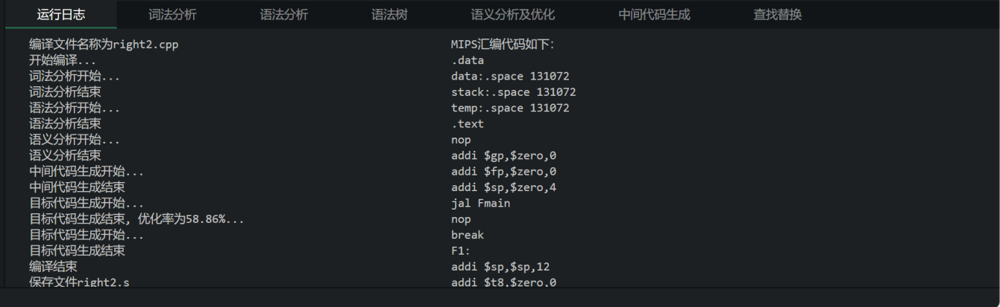 运行日志 词法分析 语法分析 语法树 语义分析及优化 中间代码生成 查找替换
编译文件名称为right2.cpp
开始编译...
词法分析开始...
词法分析结束
语法分析开始...
语法分析结束
语义分析开始...
语义分析结束
中间代码生成开始...
中间代码生成结束
目标代码生成开始...
目标代码生成结束, 优化率为58.86%...
目标代码生成开始...
目标代码生成结束
编译结束
保存文件right2.s
MIPS汇编代码如下:
.data
data:.space 131072
stack:.space 131072
temp:.space 131072
.text
nop
addi $gp,$zero,0
addi $fp,$zero,0
addi $sp,$zero,4
jal Fmain
nop
break
F1:
addi $sp,$sp,12
addi $t8,$zero,0